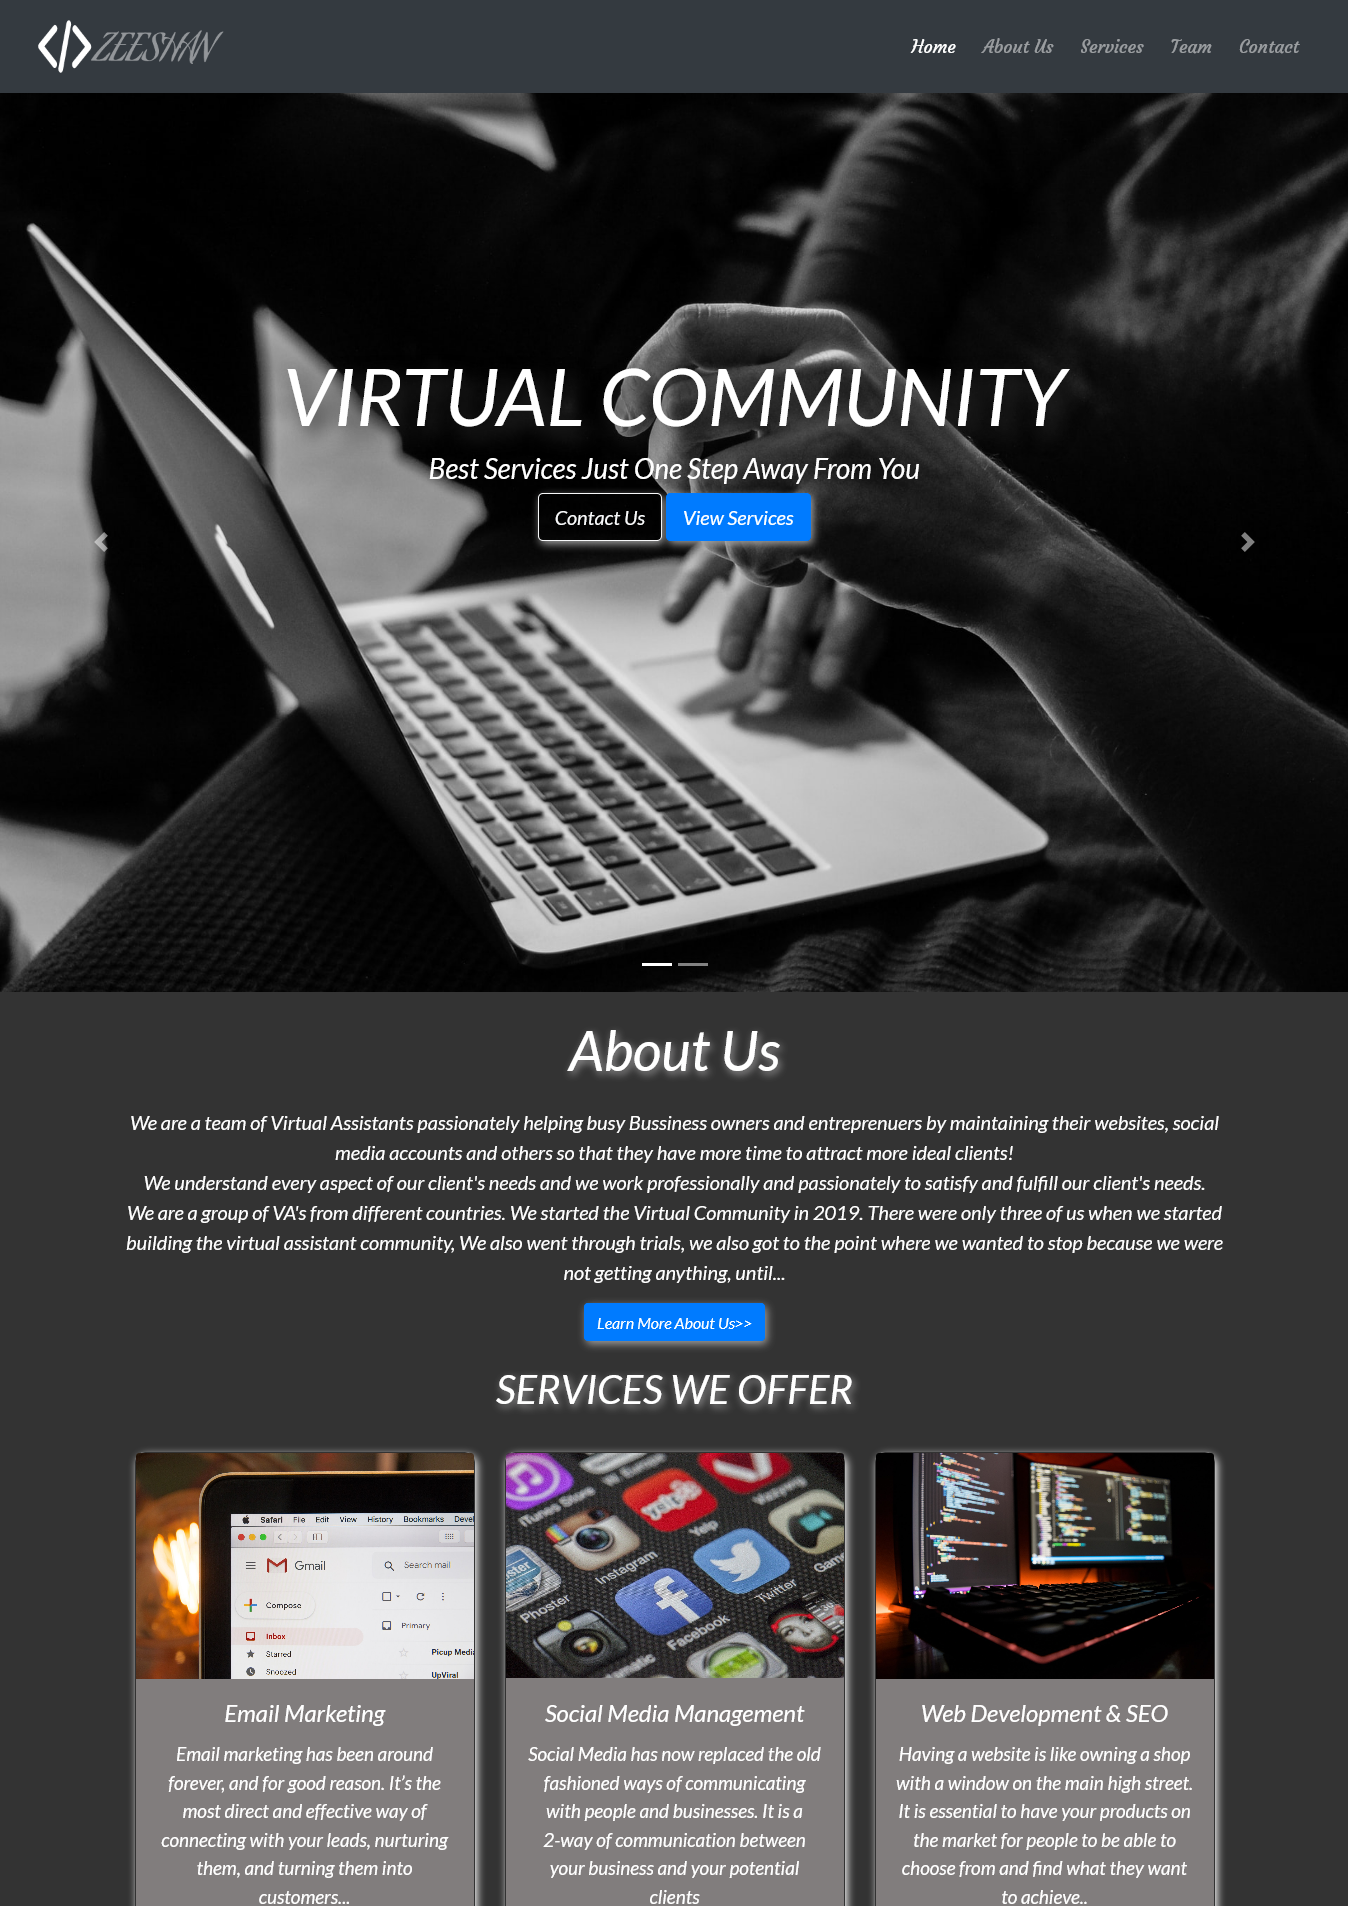 ZEESHAN
Home About Us Services Team Contact
VIRTUAL COMMUNITY
Best Services Just One Step Away From You
Contact Us View Services
About Us
We are a team of Virtual Assistants passionately helping busy Bussiness owners and entreprenuers by maintaining their websites, social
media accounts and others so that they have more time to attract more ideal clients!
We understand every aspect of our client's needs and we work professionally and passionately to satisfy and fulfill our client's needs.
We are a group of VA's from different countries. We started the Virtual Community in 2019. There were only three of us when we started
building the virtual assistant community, We also went through trials, we also got to the point where we wanted to stop because we were
not getting anything, until...
Learn More About Us>>
SERVICES WE OFFER
Safari File Edit View History Bookmarks
Gmail
Search mail
Compose
Primary
Inbox
Starred
Picup Media
Snoozed
UpViral
iTunes Store
Instagram
Phoster
Facebook
Twitter
Email Marketing
Email marketing has been around
forever, and for good reason. It’s the
most direct and effective way of
connecting with your leads, nurturing
them, and turning them into
customers...
Social Media Management
Social Media has now replaced the old
fashioned ways of communicating
with people and businesses. It is a
2-way of communication between
your business and your potential
clients
Web Development & SEO
Having a website is like owning a shop
with a window on the main high street.
It is essential to have your products on
the market for people to be able to
choose from and find what they want
to achieve..